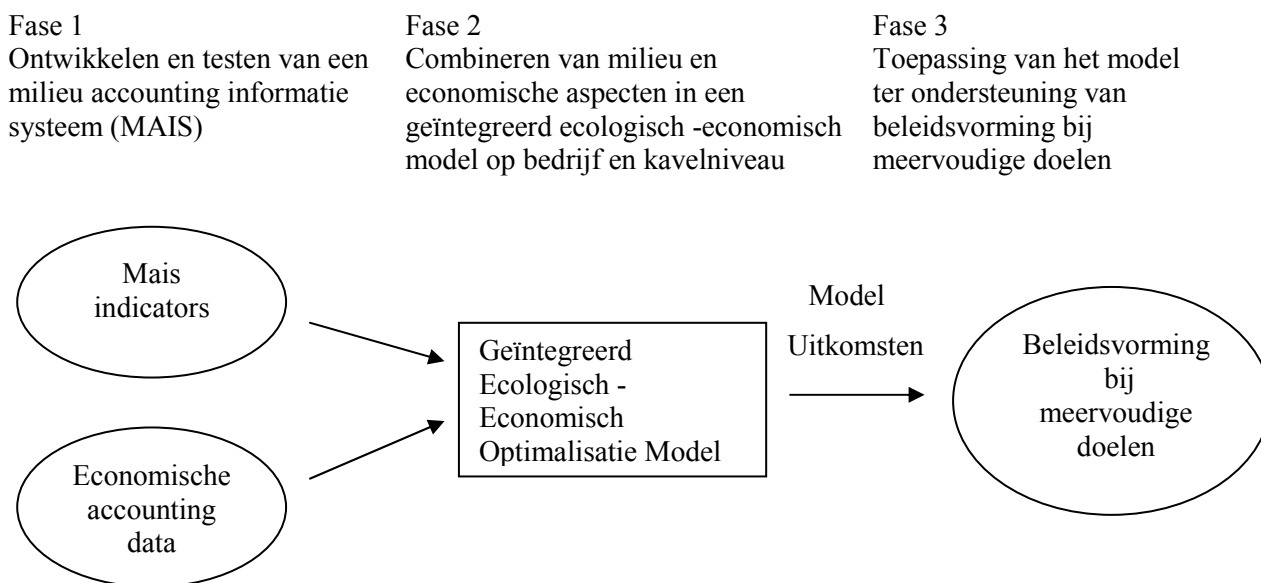 Fase 1
Ontwikkelen en testen van een
milieu accounting informatie
systeem (MAIS)
Fase 2
Combineren van milieu en
economische aspecten in een
geïntegreerd ecologisch -economisch
model op bedrijf en kavelniveau
Fase 3
Toepassing van het model
ter ondersteuning van
beleidsvorming bij
meervoudige doelen
Mais
indicators
Economische
accounting
data
Geïntegreerd
Ecologisch -
Economisch
Optimalisatie Model
Model
Uitkomsten
Beleidsvorming
bij
meervoudige
doelen